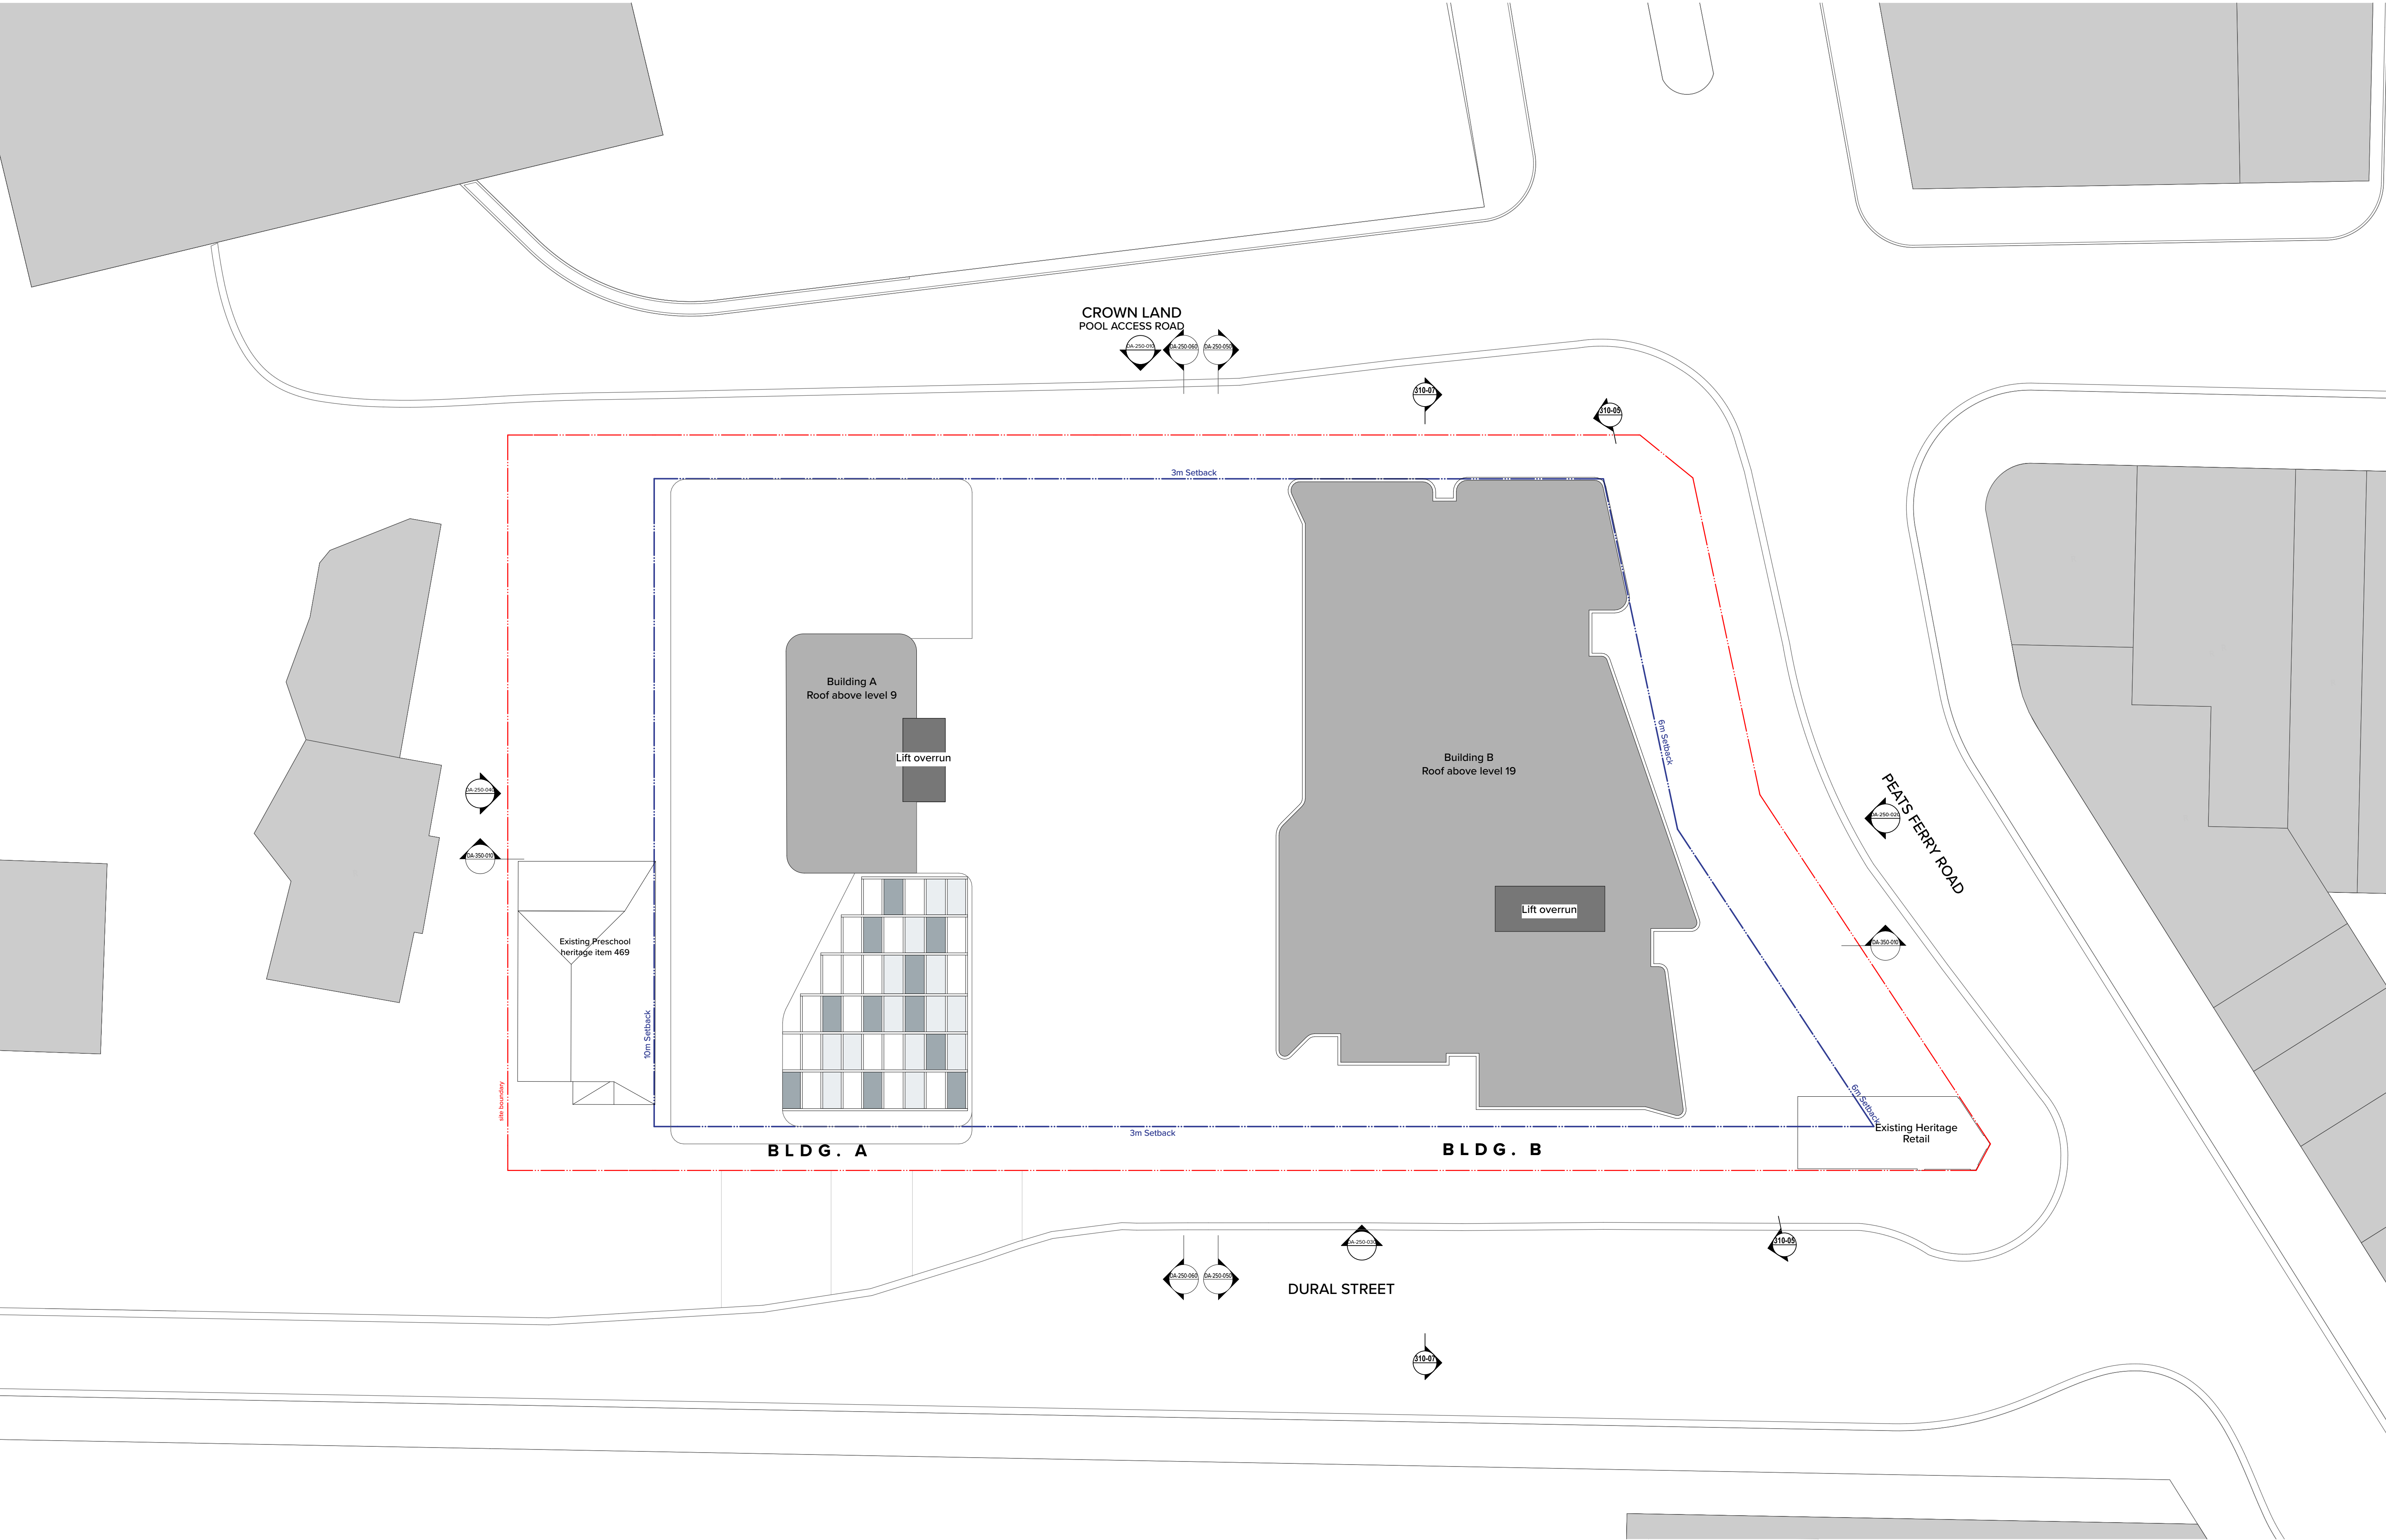 CROWN LAND
POOL ACCESS ROAD
DA-250-010
DA-250-060
DA-250-050
310-07
310-05
3m Setback
Building A
Roof above level 9
Lift overrun
Building B
Roof above level 19
6m Setback
DA-250-040
DA-350-010
PEATS FERRY ROAD
DA-250-020
Existing Preschool
heritage item 469
Lift overrun
DA-350-010
10m Setback
site boundary
6m Setback
3m Setback
Existing Heritage
Retail
BLDG. A
BLDG. B
DA-250-030
310-05
DA-250-060
DA-250-050
DURAL STREET
310-07